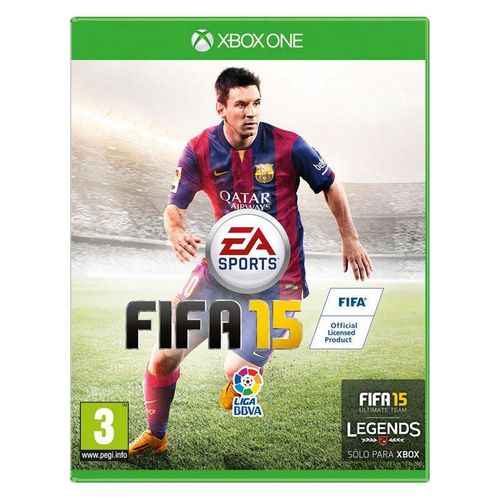 XBOX ONE
QATAR
AIRWAYS
EA
SPORTS
FIFA 15
FIFA
Official
Licensed
Product
LIGA
BBVA
3
www.pegi.info
FIFA 15
ULTIMATE TEAM
LEGENDS
SÓLO PARA XBOX